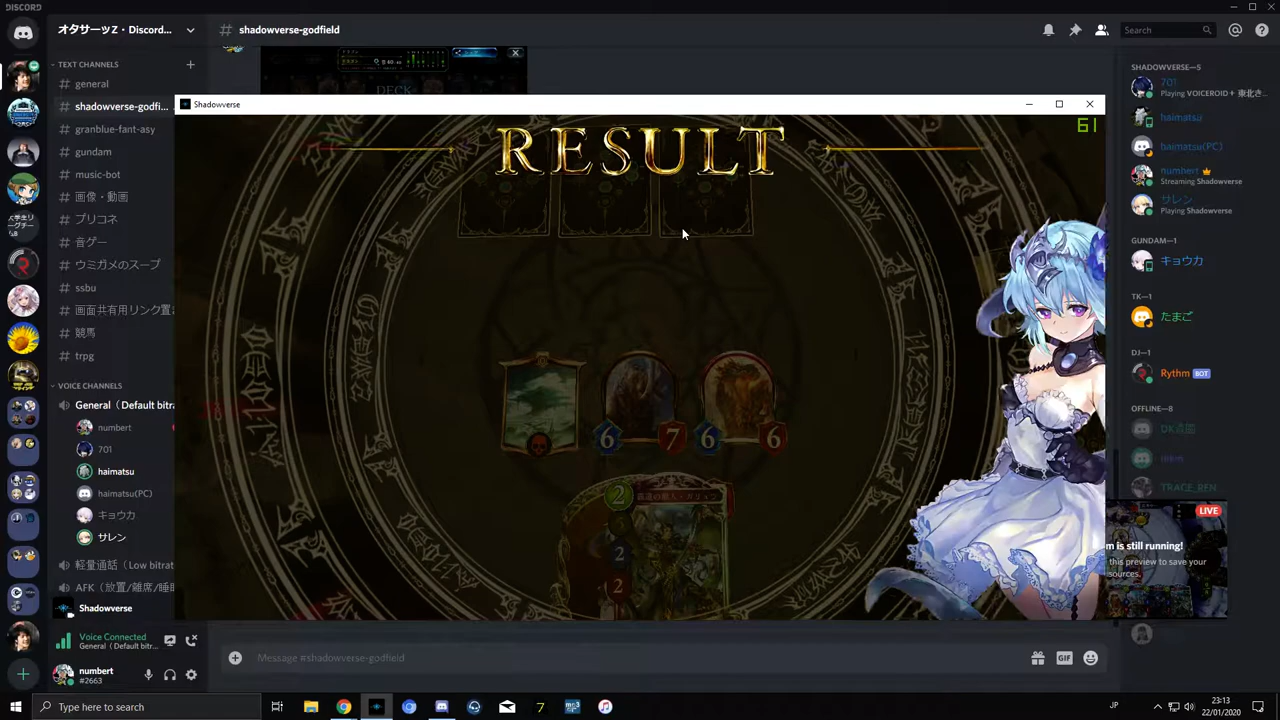 DISCORD
オタサーツZ・Discord...
# shadowverse-godfield
Search
TEXT CHANNELS
# general
# shadowverse-godfi...
# granblue-fant-asy
# gundam
# music-bot
# 画像・動画
# プリコネ
# 音ゲー
# ウミガメのスープ
# ssbu
# 画面共有用リンク置
# 競馬
# trpg
VOICE CHANNELS
General（Default bitrat
numbert
701
haimatsu
haimatsu(PC)
キョウカ
サレン
軽量通話（Low bitrat
AFK（放置/離席/睡眠
Shadowverse
Voice Connected
General（Default bitr...
numbert
#2663
DECK
Shadowverse
61
RESULT
6
7
6
6
2
2
2
Message #shadowverse-godfield
GIF
SHADOWVERSE—5
701
Playing VOICEROID＋ 東北き...
haimatsu
haimatsu(PC)
numbert
Streaming Shadowverse
サレン
Playing Shadowverse
GUNDAM—1
キョウカ
TK—1
たまご
DJ—1
Rythm BOT
OFFLINE—8
TRACE_REN
LIVE
m is still running!
this preview to save your
sources.
Type here to search
7
JP
23:13
22/01/2020